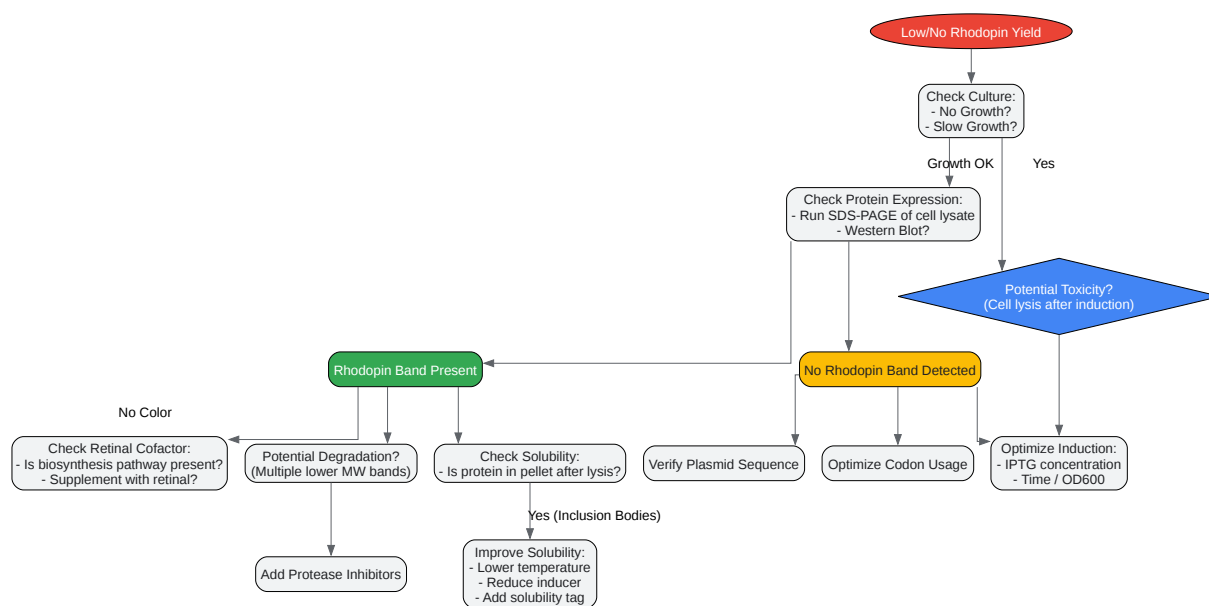 Low/No Rhodopin Yield
Check Culture:
- No Growth?
- Slow Growth?
Growth OK
Yes
Check Protein Expression:
- Run SDS-PAGE of cell lysate
- Western Blot?
Potential Toxicity?
(Cell lysis after induction)
Rhodopin Band Present
No Rhodopin Band Detected
No Color
Check Retinal Cofactor:
- Is biosynthesis pathway present?
- Supplement with retinal?
Potential Degradation?
(Multiple lower MW bands)
Check Solubility:
- Is protein in pellet after lysis?
Verify Plasmid Sequence
Optimize Codon Usage
Optimize Induction:
- IPTG concentration
- Time / OD600
Yes (Inclusion Bodies)
Add Protease Inhibitors
Improve Solubility:
- Lower temperature
- Reduce inducer
- Add solubility tag